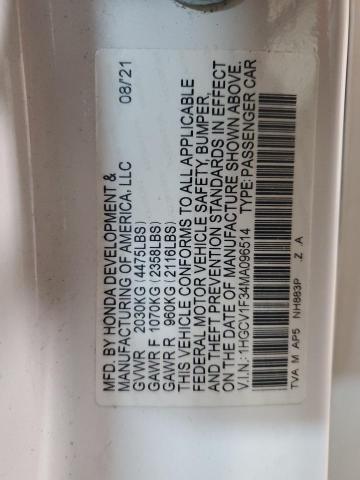 MFD. BY HONDA DEVELOPMENT &
MANUFACTURING OF AMERICA, LLC 08/'21
GVWR 2030KG (4475LBS)
GAWR F 1070KG (2358LBS)
GAWR R 960KG (2116LBS)
THIS VEHICLE CONFORMS TO ALL APPLICABLE
FEDERAL MOTOR VEHICLE SAFETY, BUMPER,
AND THEFT PREVENTION STANDARDS IN EFFECT
ON THE DATE OF MANUFACTURE SHOWN ABOVE.
V.I.N.: 1HGCV1F34MA096514 TYPE: PASSENGER CAR
TVA M AP5 NH883P Z A